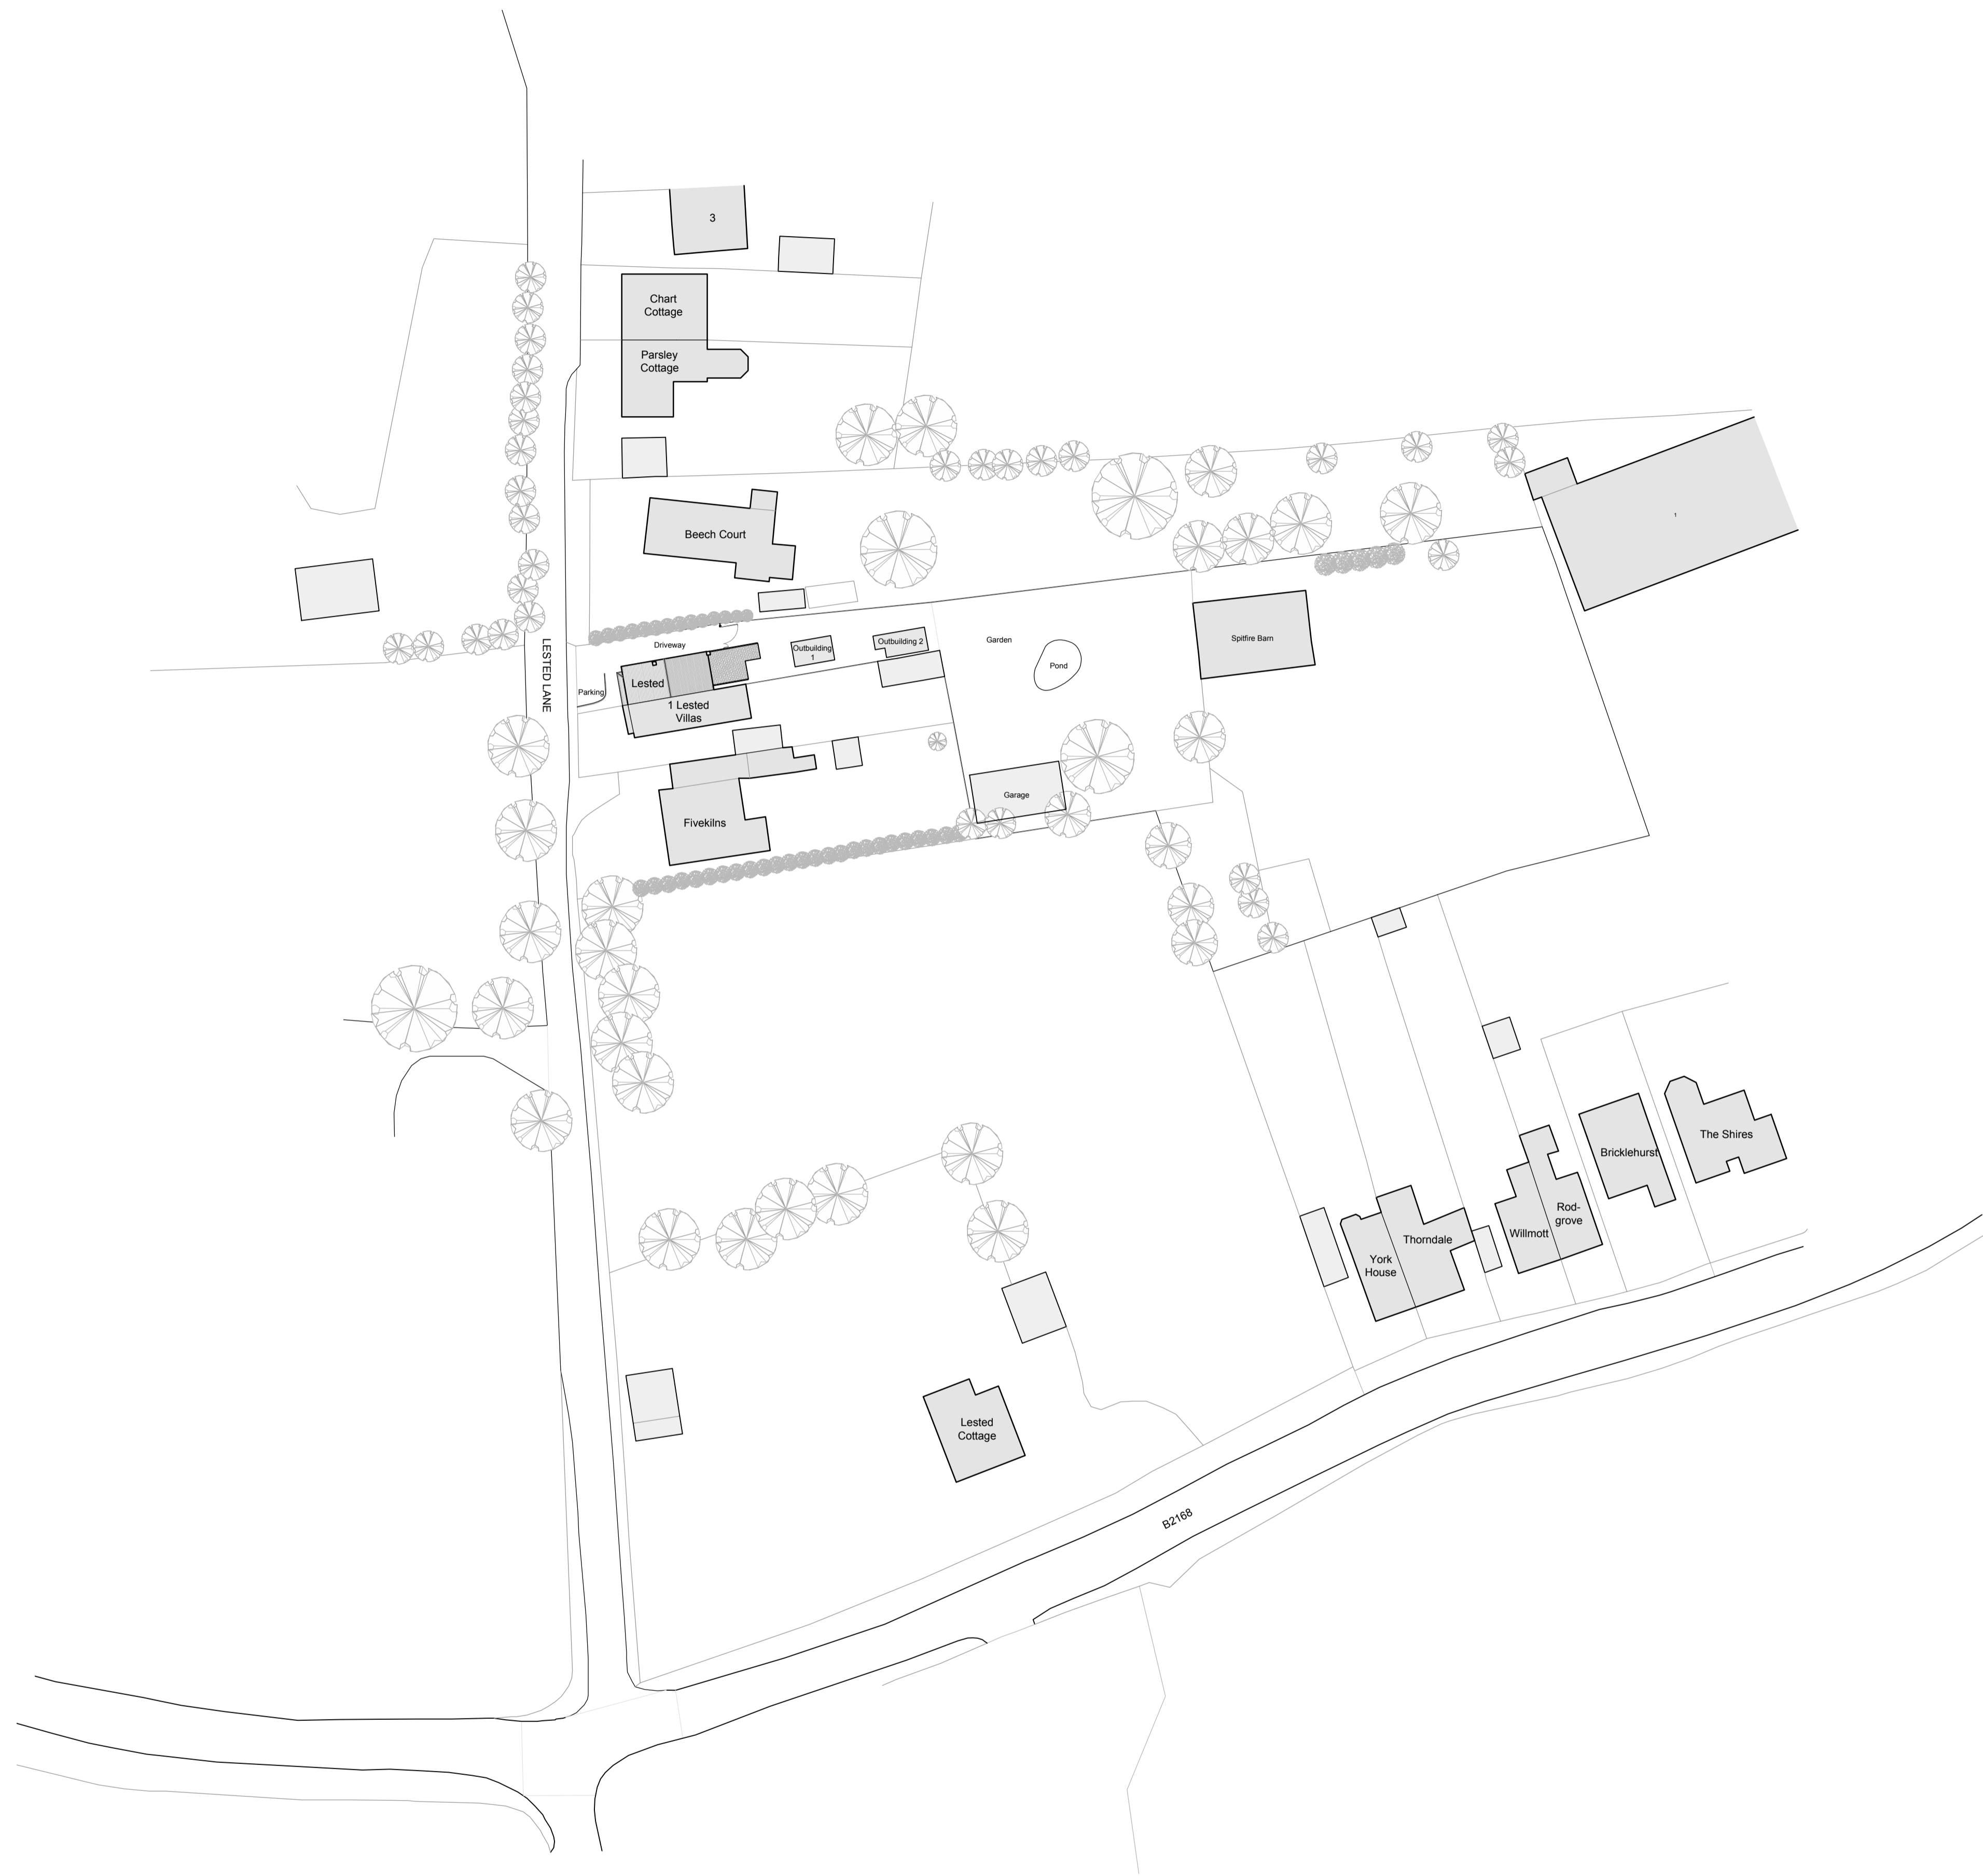 3
Chart
Cottage
Parsley
Cottage
1
Beech Court
LESTED LANE
Driveway
Outbuilding
1
Outbuilding 2
Garden
Spitfire Barn
Pond
Lested
Parking
1 Lested
Villas
Garage
Fivekilns
The Shires
Bricklehurst
Rod-
grove
Willmott
Thorndale
York
House
Lested
Cottage
B2168